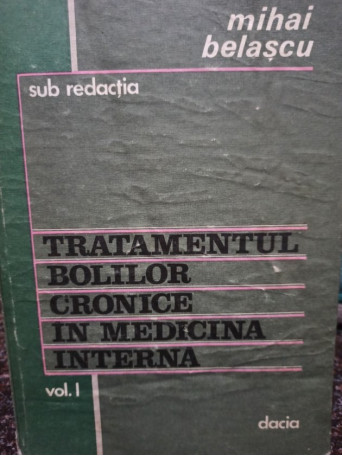 mihai
belașcu
sub redacția
TRATAMENTUL
BOLILOR
CRONICE
IN MEDICINA
INTERNA
vol. I
dacia